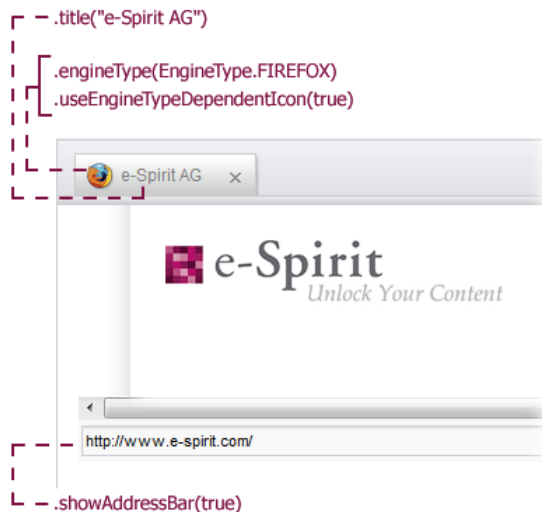 .title("e-Spirit AG")
.engineType(EngineType.FIREFOX)
.useEngineTypeDependentIcon(true)
e-Spirit AG
e-Spirit
Unlock Your Content
http://www.e-spirit.com/
.showAddressBar(true)